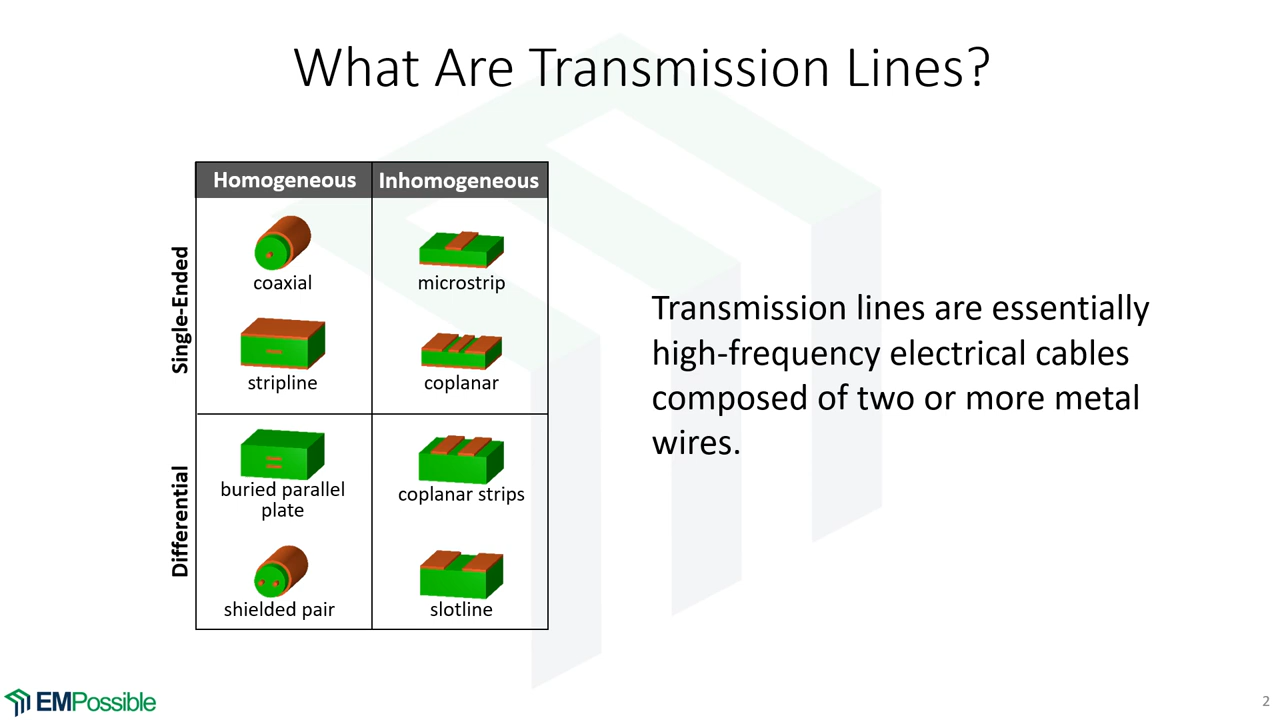 What Are Transmission Lines?
Homogeneous
Inhomogeneous
Single-Ended
coaxial
microstrip
stripline
coplanar
Differential
buried parallel
plate
coplanar strips
shielded pair
slotline
Transmission lines are essentially
high-frequency electrical cables
composed of two or more metal
wires.
EMPossible
2